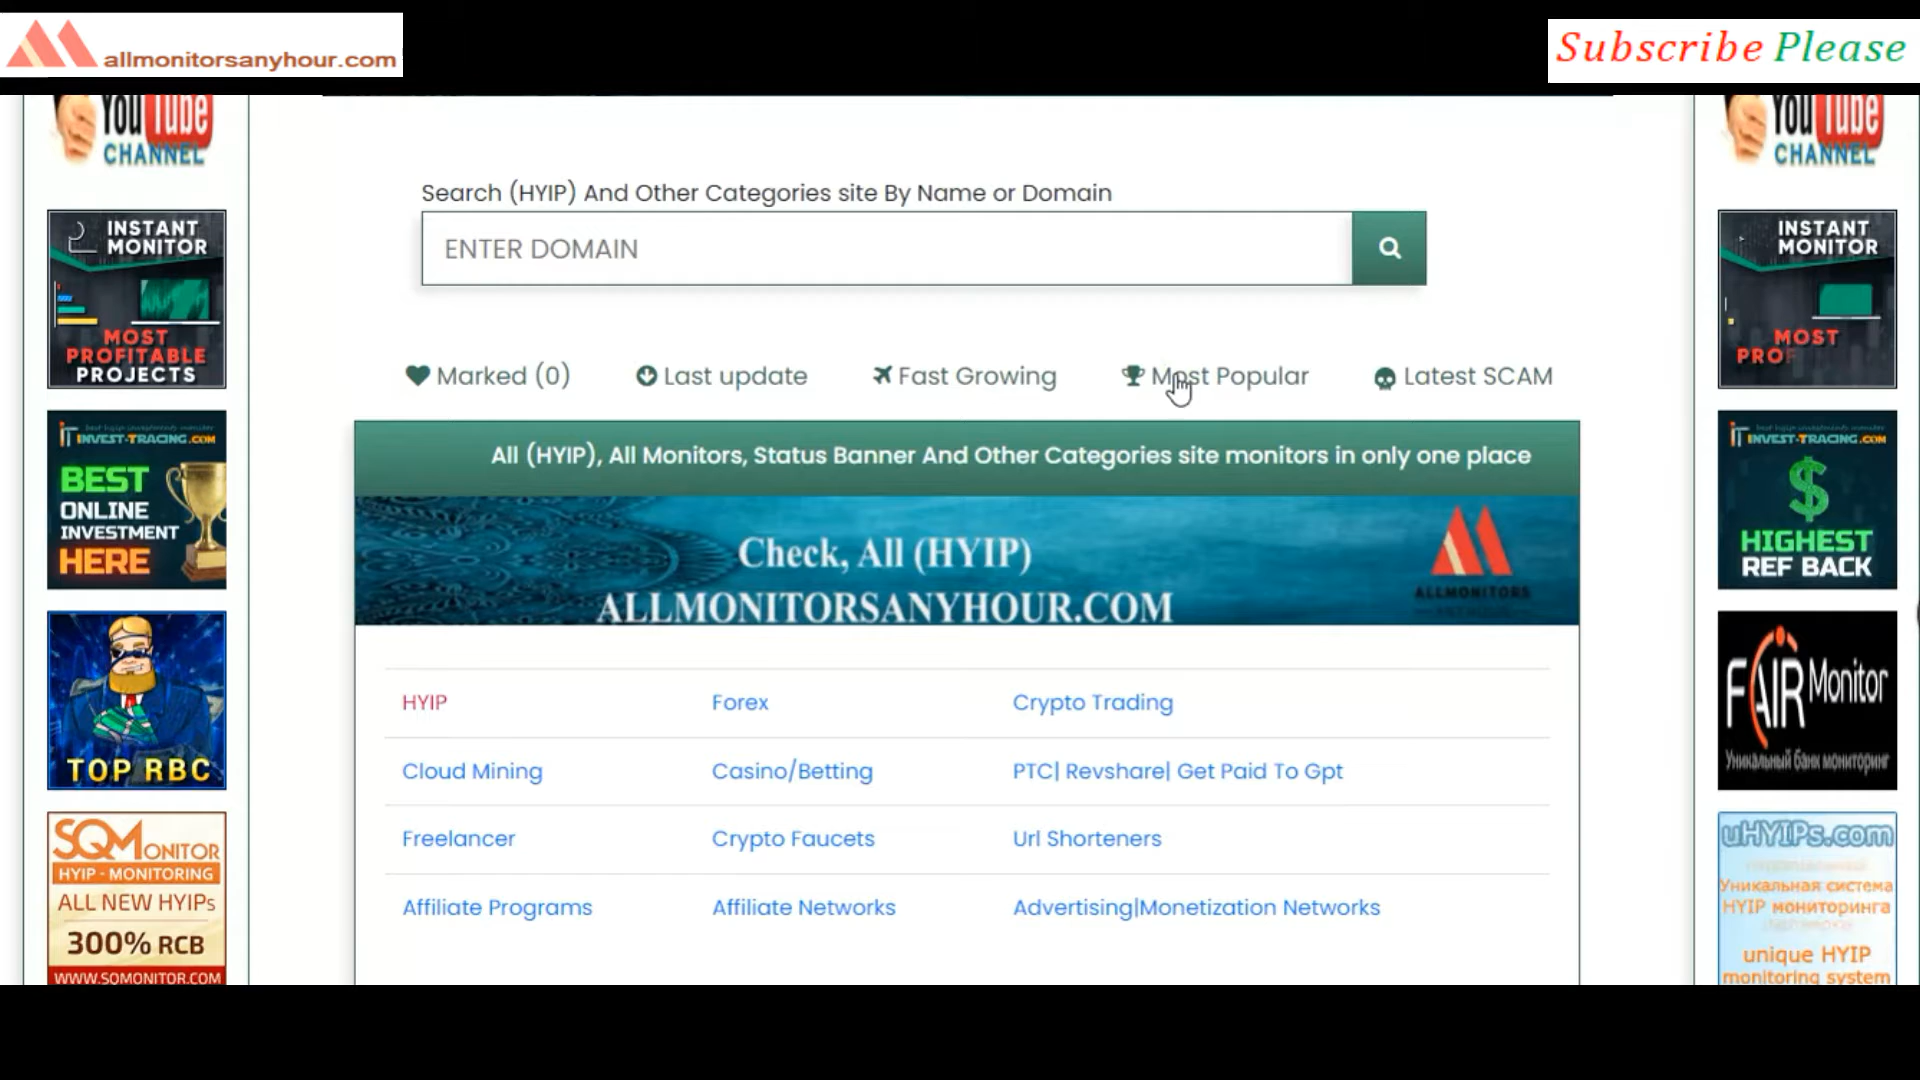 allmonitorsanyhour.com
Subscribe Please
YouTube
CHANNEL
INSTANT
MONITOR
MOST
PROFITABLE
PROJECTS
INVEST-TRACING.COM
BEST
ONLINE
INVESTMENT
HERE
TOP RBC
SQMONITOR
HYIP - MONITORING
ALL NEW HYIPs
300% RCB
WWW.SQMONITOR.COM
Search (HYIP) And Other Categories site By Name or Domain
ENTER DOMAIN
Marked (0) Last update Fast Growing Most Popular Latest SCAM
All (HYIP), All Monitors, Status Banner And Other Categories site monitors in only one place
Check, All (HYIP)
ALLMONITORSANYHOUR.COM
ALLMONITORS
HYIP Forex Crypto Trading
Cloud Mining Casino/Betting PTC| Revshare| Get Paid To Gpt
Freelancer Crypto Faucets Url Shorteners
Affiliate Programs Affiliate Networks Advertising|Monetization Networks
YouTube
CHANNEL
INSTANT
MONITOR
MOST
PROF
INVEST-TRACING.COM
HIGHEST
REF BACK
FAIR Monitor
Уникальный банк мониторинг
uHYIPs.com
Уникальная система
HYIP мониторинга
unique HYIP
monitoring system